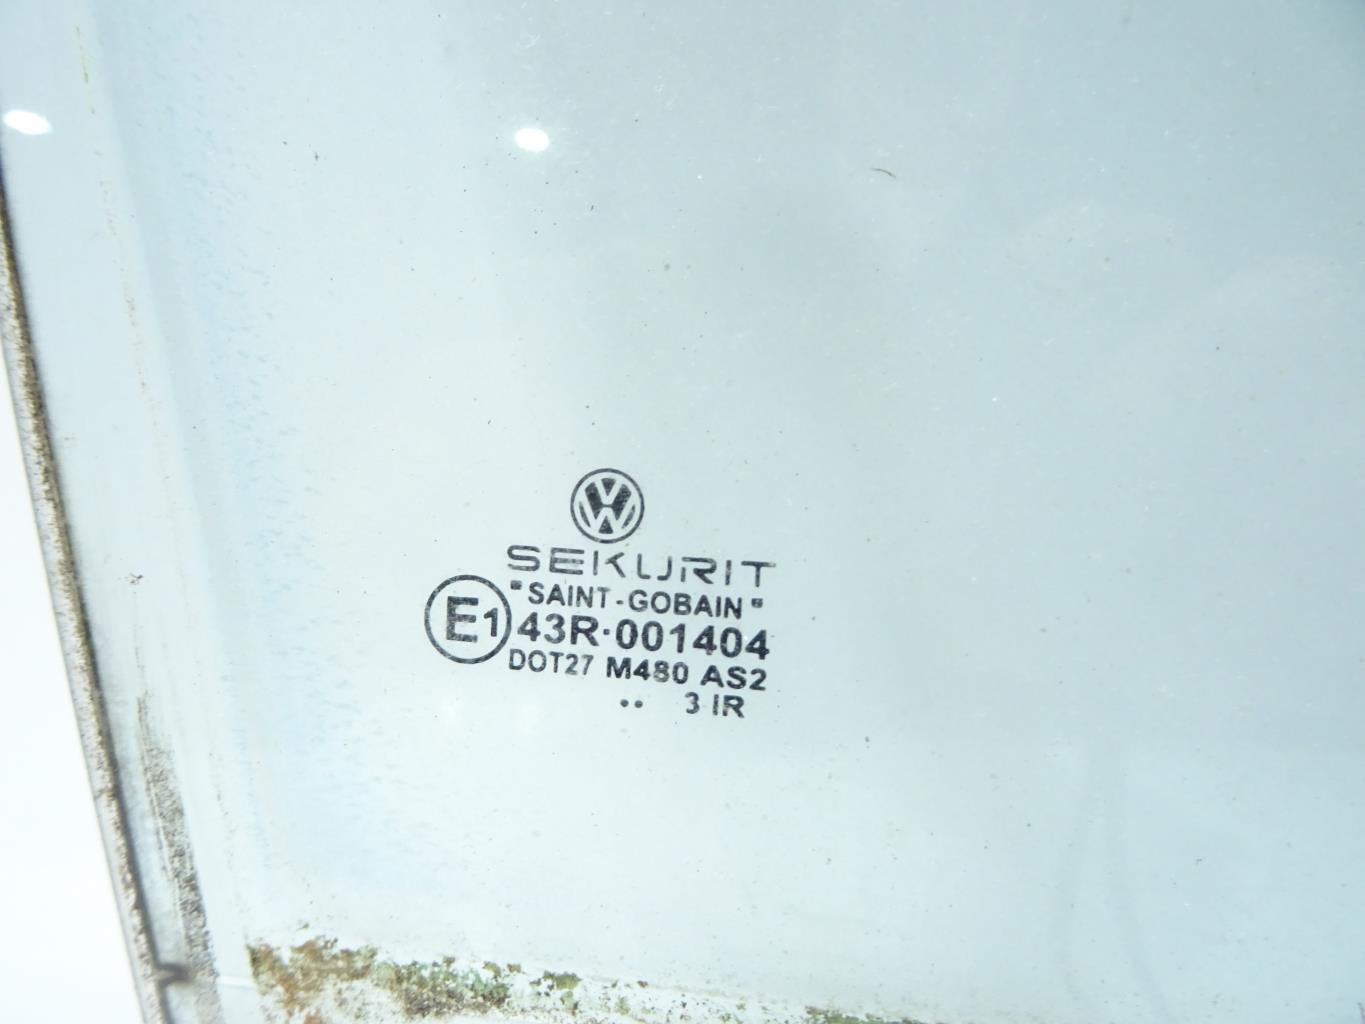 SEKURIT
"SAINT-GOBAIN"
E1 43R·001404
DOT27 M480 AS2
.. 3 IR